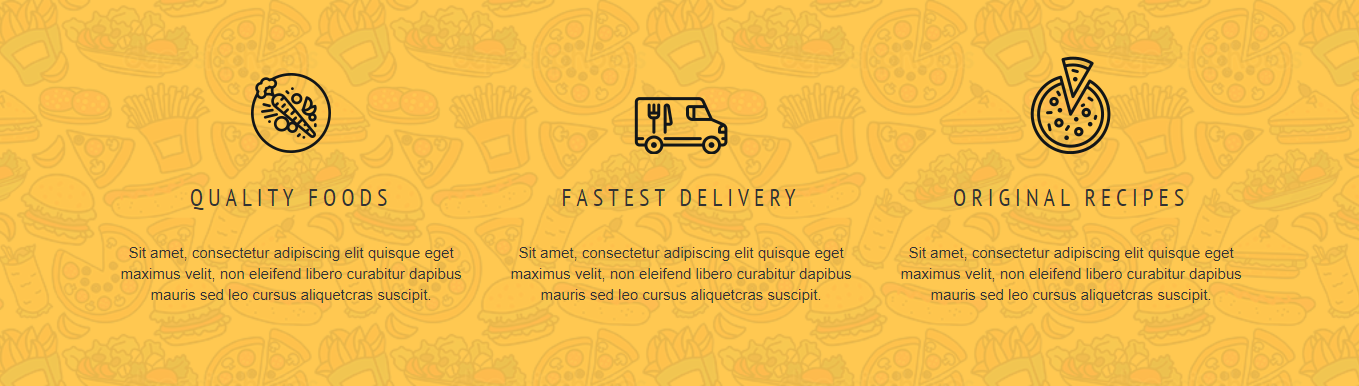 QUALITY FOODS
Sit amet, consectetur adipiscing elit quisque eget
maximus velit, non eleifend libero curabitur dapibus
mauris sed leo cursus aliquetcras suscipit.
FASTEST DELIVERY
Sit amet, consectetur adipiscing elit quisque eget
maximus velit, non eleifend libero curabitur dapibus
mauris sed leo cursus aliquetcras suscipit.
ORIGINAL RECIPES
Sit amet, consectetur adipiscing elit quisque eget
maximus velit, non eleifend libero curabitur dapibus
mauris sed leo cursus aliquetcras suscipit.